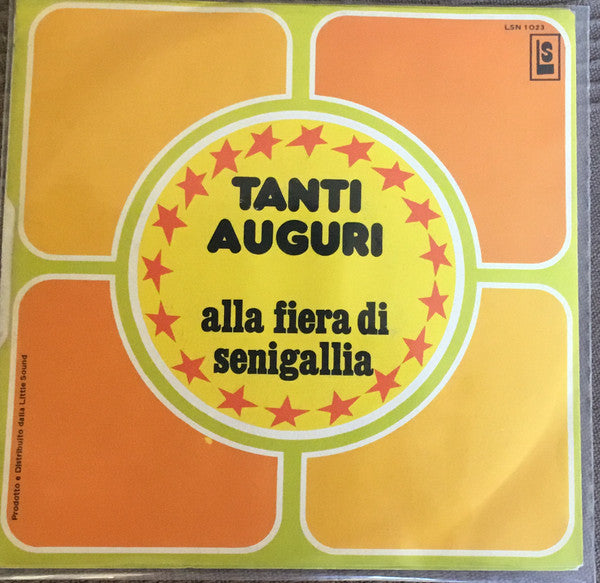 LSN 1023
LS
TANTI
AUGURI
alla fiera di
senigallia
Prodotto e Distribuito dalla Little Sound